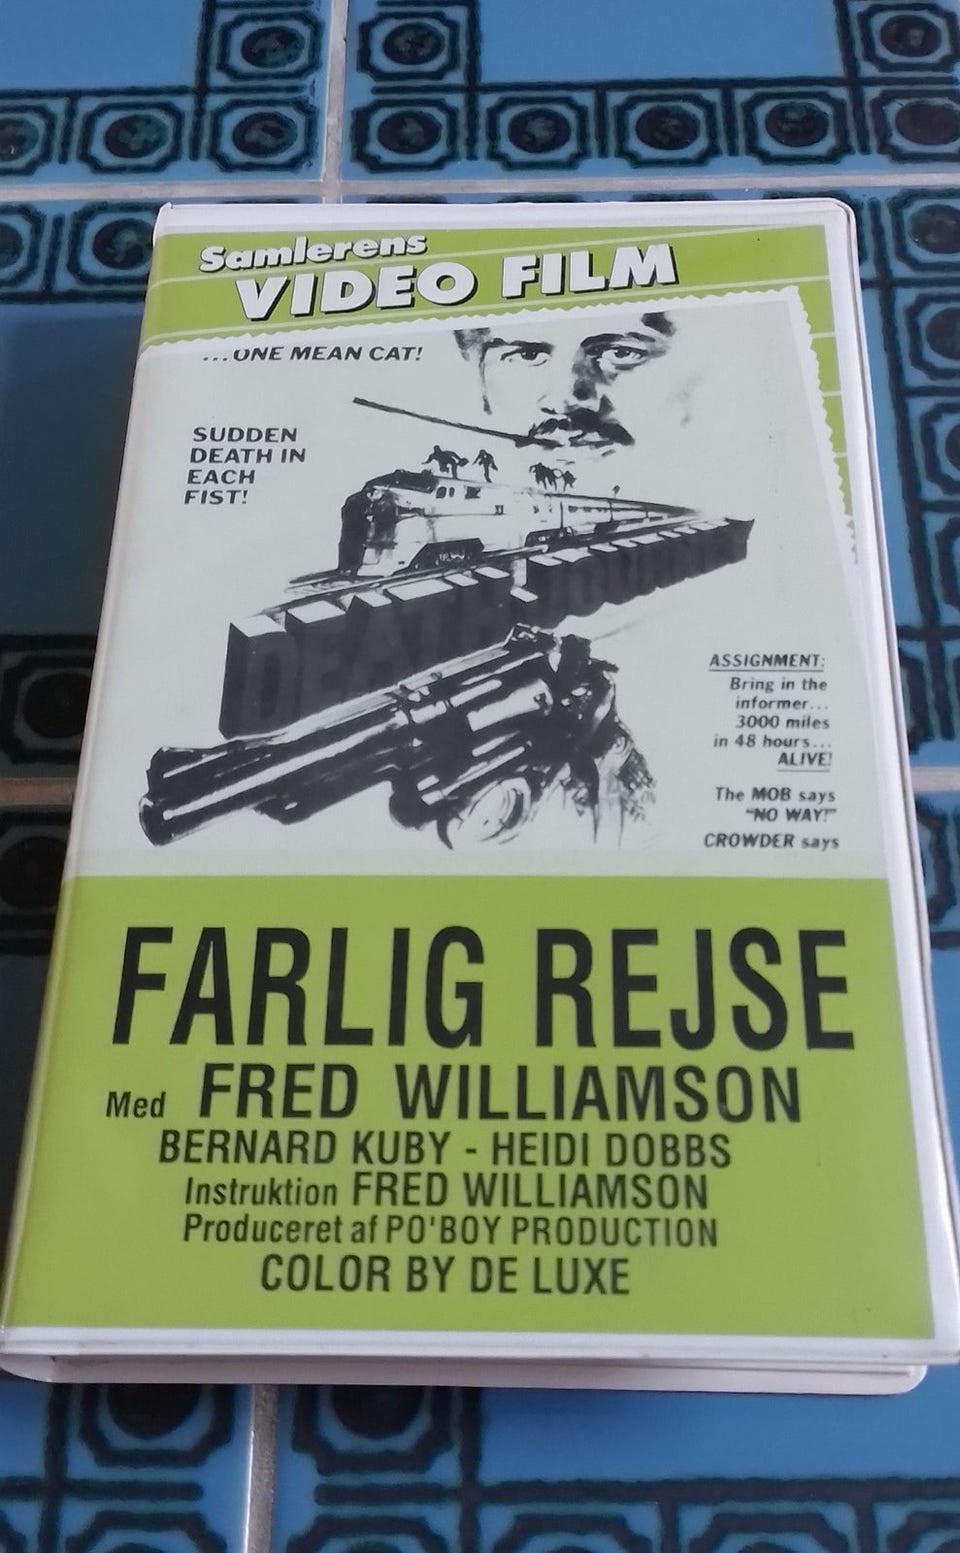 Samlerens
VIDEO FILM
...ONE MEAN CAT!
SUDDEN
DEATH IN
EACH
FIST!
DEATH JOURNEY
ASSIGNMENT:
Bring in the
informer...
3000 miles
in 48 hours...
ALIVE!
The MOB says
"NO WAY!"
CROWDER says
FARLIG REJSE
Med FRED WILLIAMSON
BERNARD KUBY - HEIDI DOBBS
Instruktion FRED WILLIAMSON
Produceret af PO'BOY PRODUCTION
COLOR BY DE LUXE